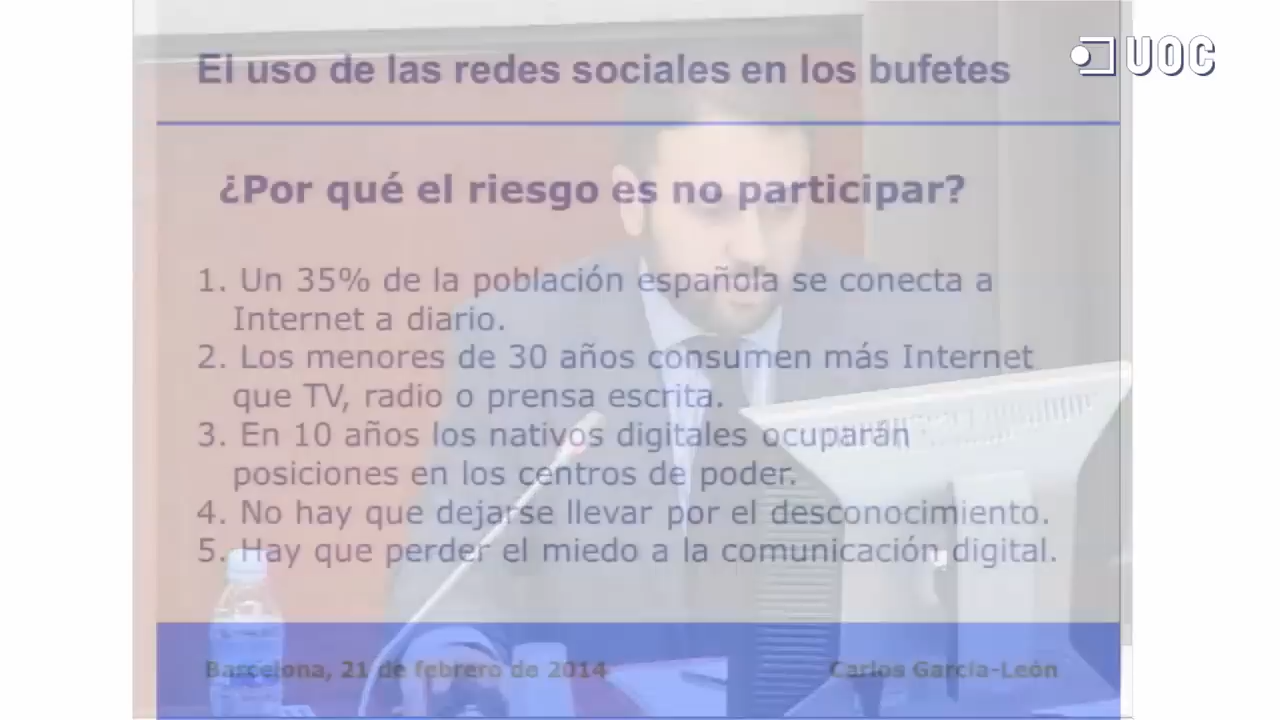 El uso de las redes sociales en los bufetes
UOC
¿Por qué el riesgo es no participar?
1. Un 35% de la población española se conecta a
Internet a diario.
2. Los menores de 30 años consumen más Internet
que TV, radio o prensa escrita.
3. En 10 años los nativos digitales ocuparán
posiciones en los centros de poder.
4. No hay que dejarse llevar por el desconocimiento.
5. Hay que perder el miedo a la comunicación digital.
Barcelona, 21 de febrero de 2014
Carlos García-León